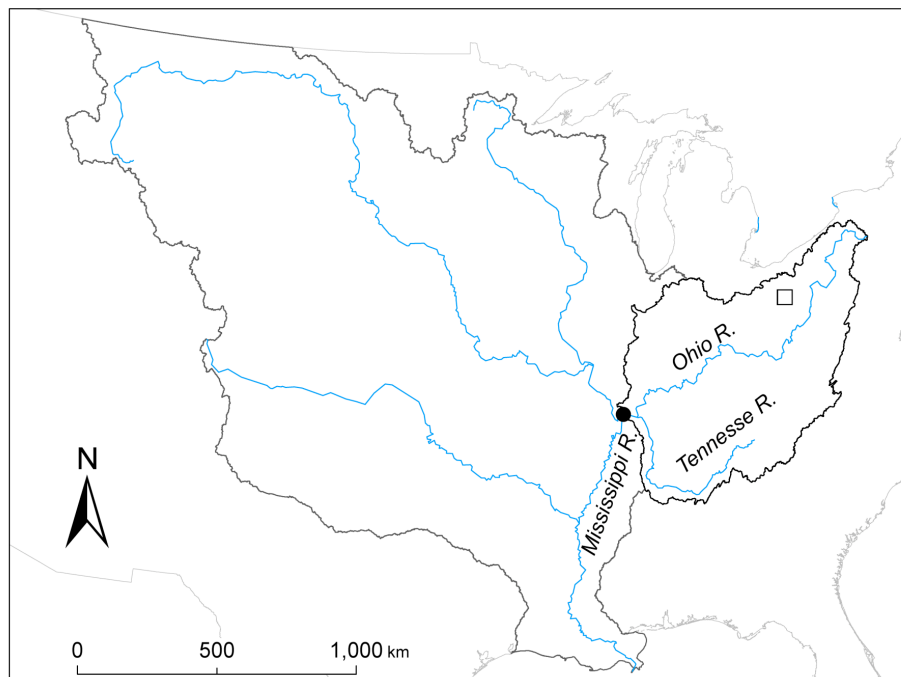 Ohio R.
Tennesse R.
Mississippi R.
N
0 500 1,000 km